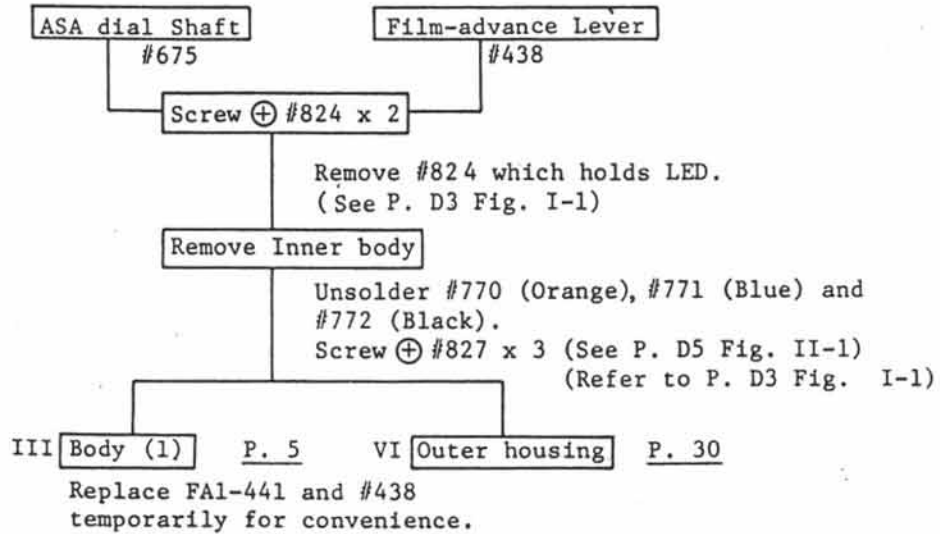 ASA dial Shaft
#675
Film-advance Lever
#438
Screw ⊕ #824 x 2
Remove #824 which holds LED.
(See P. D3 Fig. I-1)
Remove Inner body
Unsolder #770 (Orange), #771 (Blue) and
#772 (Black).
Screw ⊕ #827 x 3 (See P. D5 Fig. II-1)
(Refer to P. D3 Fig. I-1)
III Body (1) P. 5
VI Outer housing P. 30
Replace FA1-441 and #438
temporarily for convenience.